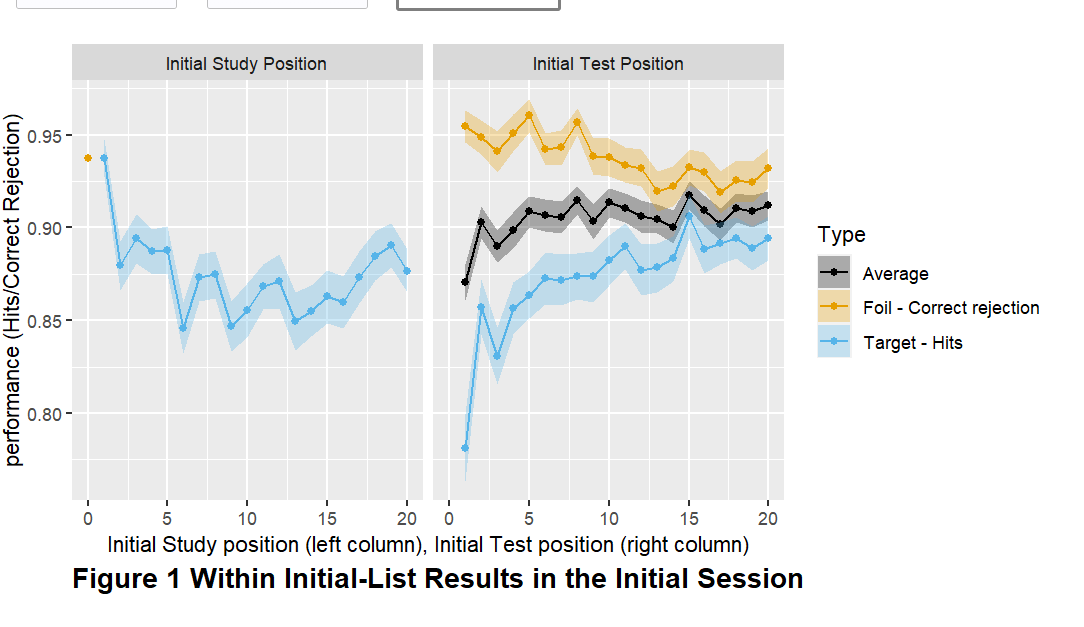 Initial Study Position
Initial Test Position
performance (Hits/Correct Rejection)
0.95
0.90
0.85
0.80
0 5 10 15 20
0 5 10 15 20
Initial Study position (left column), Initial Test position (right column)
Type
Average
Foil - Correct rejection
Target - Hits
Figure 1 Within Initial-List Results in the Initial Session